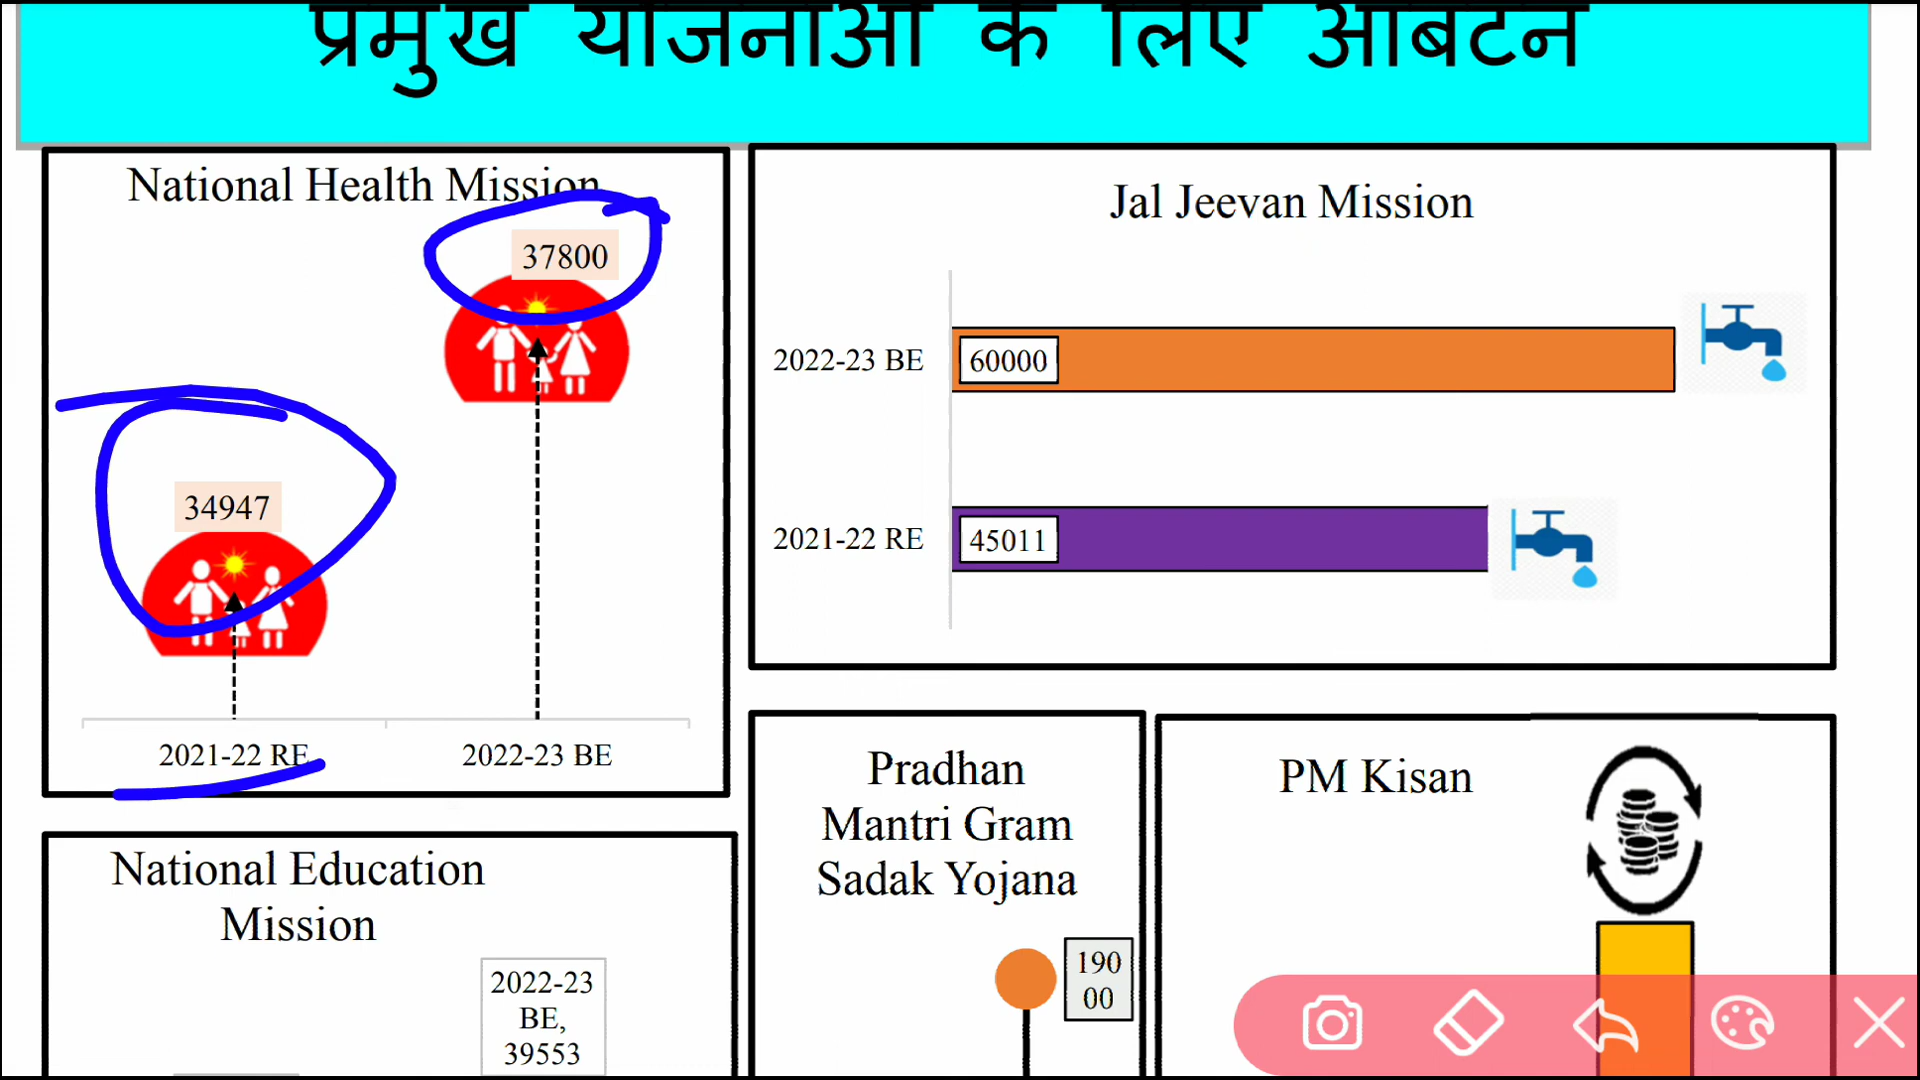 प्रमुख योजनाओं के लिए आबंटन
National Health Mission
37800
34947
2021-22 RE
2022-23 BE
Jal Jeevan Mission
2022-23 BE
60000
2021-22 RE
45011
National Education
Mission
2022-23
BE,
39553
Pradhan
Mantri Gram
Sadak Yojana
190
00
PM Kisan